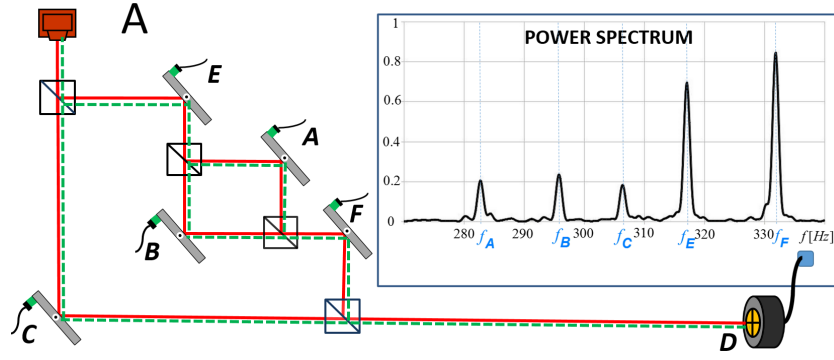 A
E
A
F
B
C
D
POWER SPECTRUM
1
0.8
0.6
0.4
0.2
0
280 290 300 310 320 330 f[Hz]
f_A f_B f_C f_E f_F